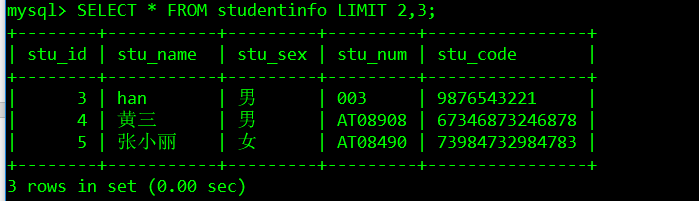 mysql> SELECT * FROM studentinfo LIMIT 2,3;
+--------+----------+---------+---------+----------------+
| stu_id | stu_name | stu_sex | stu_num | stu_code       |
+--------+----------+---------+---------+----------------+
|      3 | han      | 男      | 003     | 9876543221     |
|      4 | 黄三     | 男      | AT08908 | 67346873246878 |
|      5 | 张小丽   | 女      | AT08490 | 73984732984783 |
+--------+----------+---------+---------+----------------+
3 rows in set (0.00 sec)